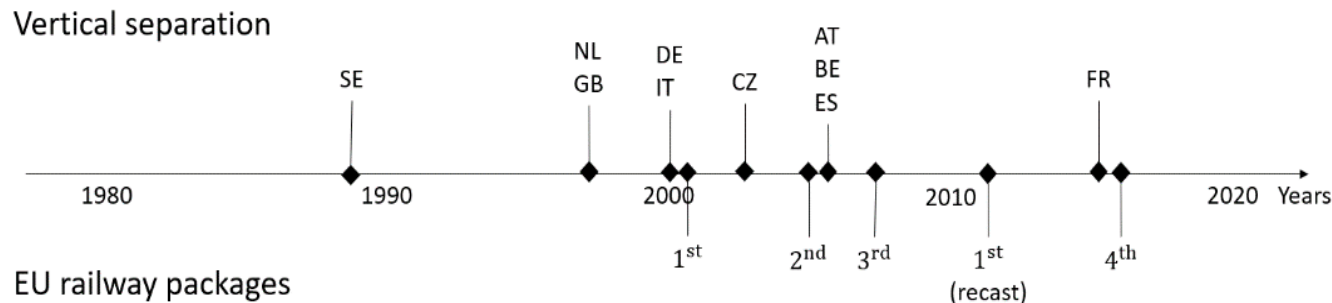 Vertical separation
SE
NL
GB
DE
IT
CZ
AT
BE
ES
FR
1980 1990 2000 2010 2020 Years
1st 2nd 3rd 1st 4th
(recast)
EU railway packages